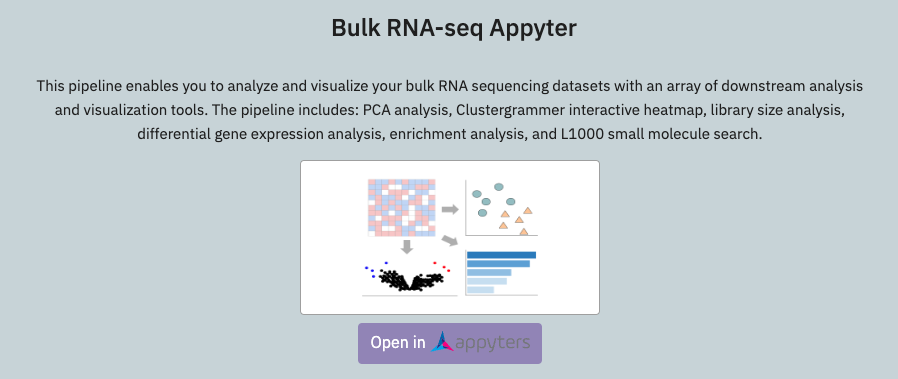 Bulk RNA-seq Appyter
This pipeline enables you to analyze and visualize your bulk RNA sequencing datasets with an array of downstream analysis
and visualization tools. The pipeline includes: PCA analysis, Clustergrammer interactive heatmap, library size analysis,
differential gene expression analysis, enrichment analysis, and L1000 small molecule search.
Open in appyters